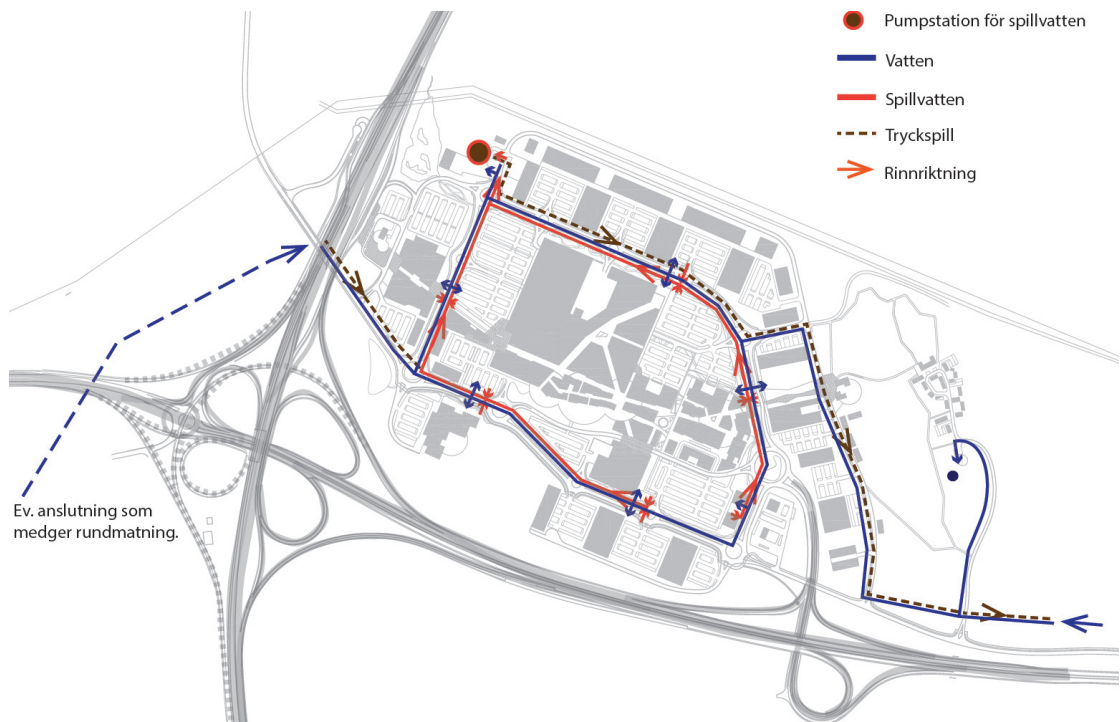 Pumpstation för spillvatten
Vatten
Spillvatten
Tryckspill
Rinnriktning
Ev. anslutning som
medger rundmatning.